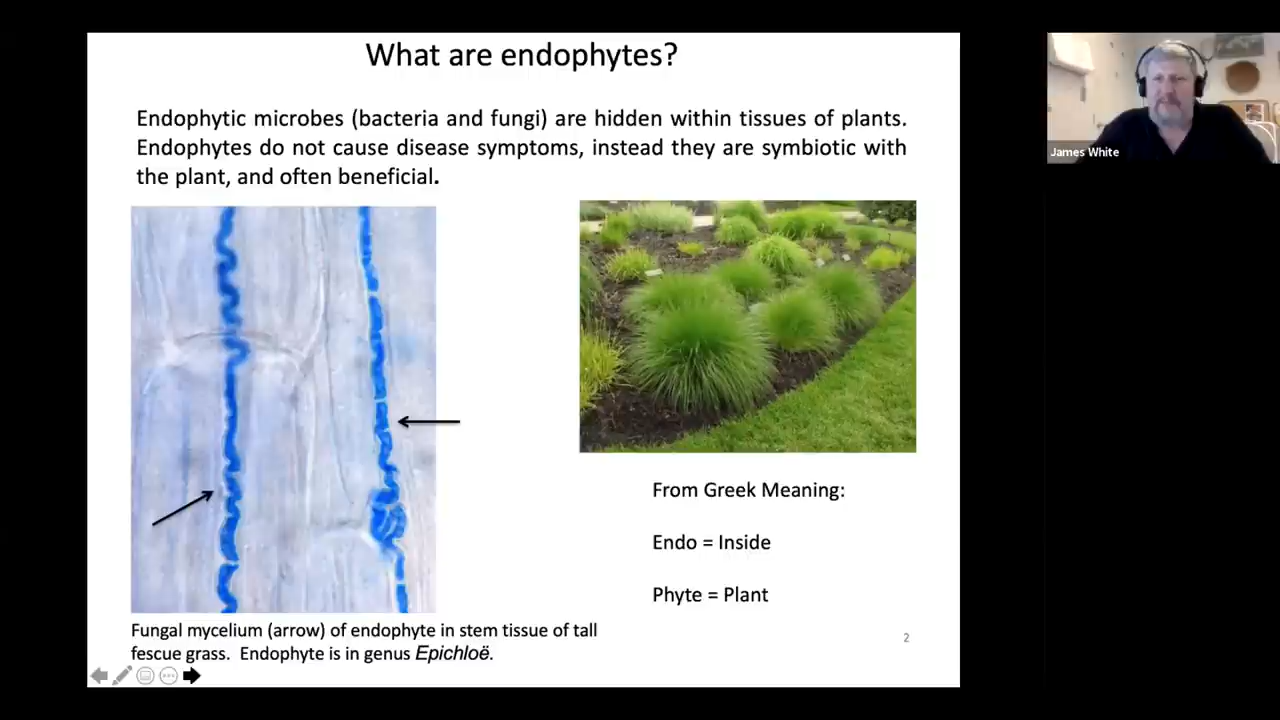 What are endophytes?
Endophytic microbes (bacteria and fungi) are hidden within tissues of plants.
Endophytes do not cause disease symptoms, instead they are symbiotic with
the plant, and often beneficial.
James White
From Greek Meaning:
Endo = Inside
Phyte = Plant
Fungal mycelium (arrow) of endophyte in stem tissue of tall
fescue grass. Endophyte is in genus Epichloë.
2